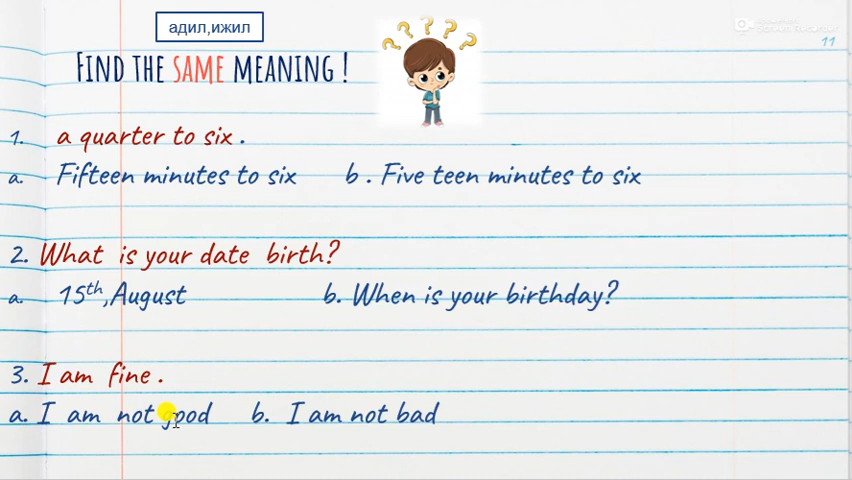 адил,ижил
11
FIND THE SAME MEANING !
1. a quarter to six .
a. Fifteen minutes to six b . Five teen minutes to six
2. What is your date birth?
a. 15th,August b. When is your birthday?
3. I am fine .
a. I am not good b. I am not bad